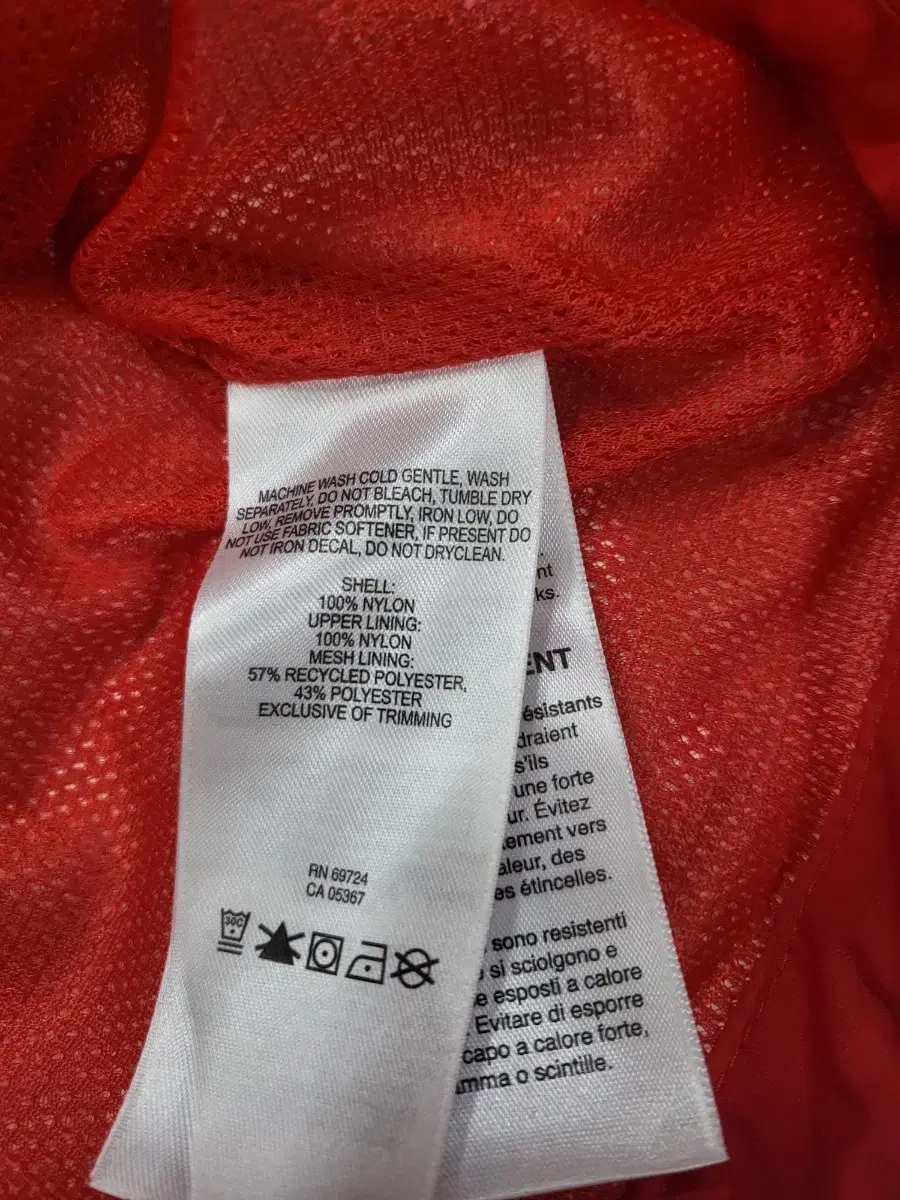 MACHINE WASH COLD GENTLE, WASH
SEPARATELY, DO NOT BLEACH, TUMBLE DRY
LOW, REMOVE PROMPTLY, IRON LOW, DO
NOT USE FABRIC SOFTENER, IF PRESENT DO
NOT IRON DECAL, DO NOT DRYCLEAN.
SHELL:
100% NYLON
UPPER LINING:
100% NYLON
MESH LINING:
57% RECYCLED POLYESTER,
43% POLYESTER
EXCLUSIVE OF TRIMMING
RN 69724
CA 05367
30C
nt
ks.
ENT
ésistants
draient
s'ils
une forte
ur. Évitez
ement vers
aleur, des
es étincelles.
sono resistenti
si sciolgono e
e esposti a calore
Evitare di esporre
capo a calore forte,
mma o scintille.